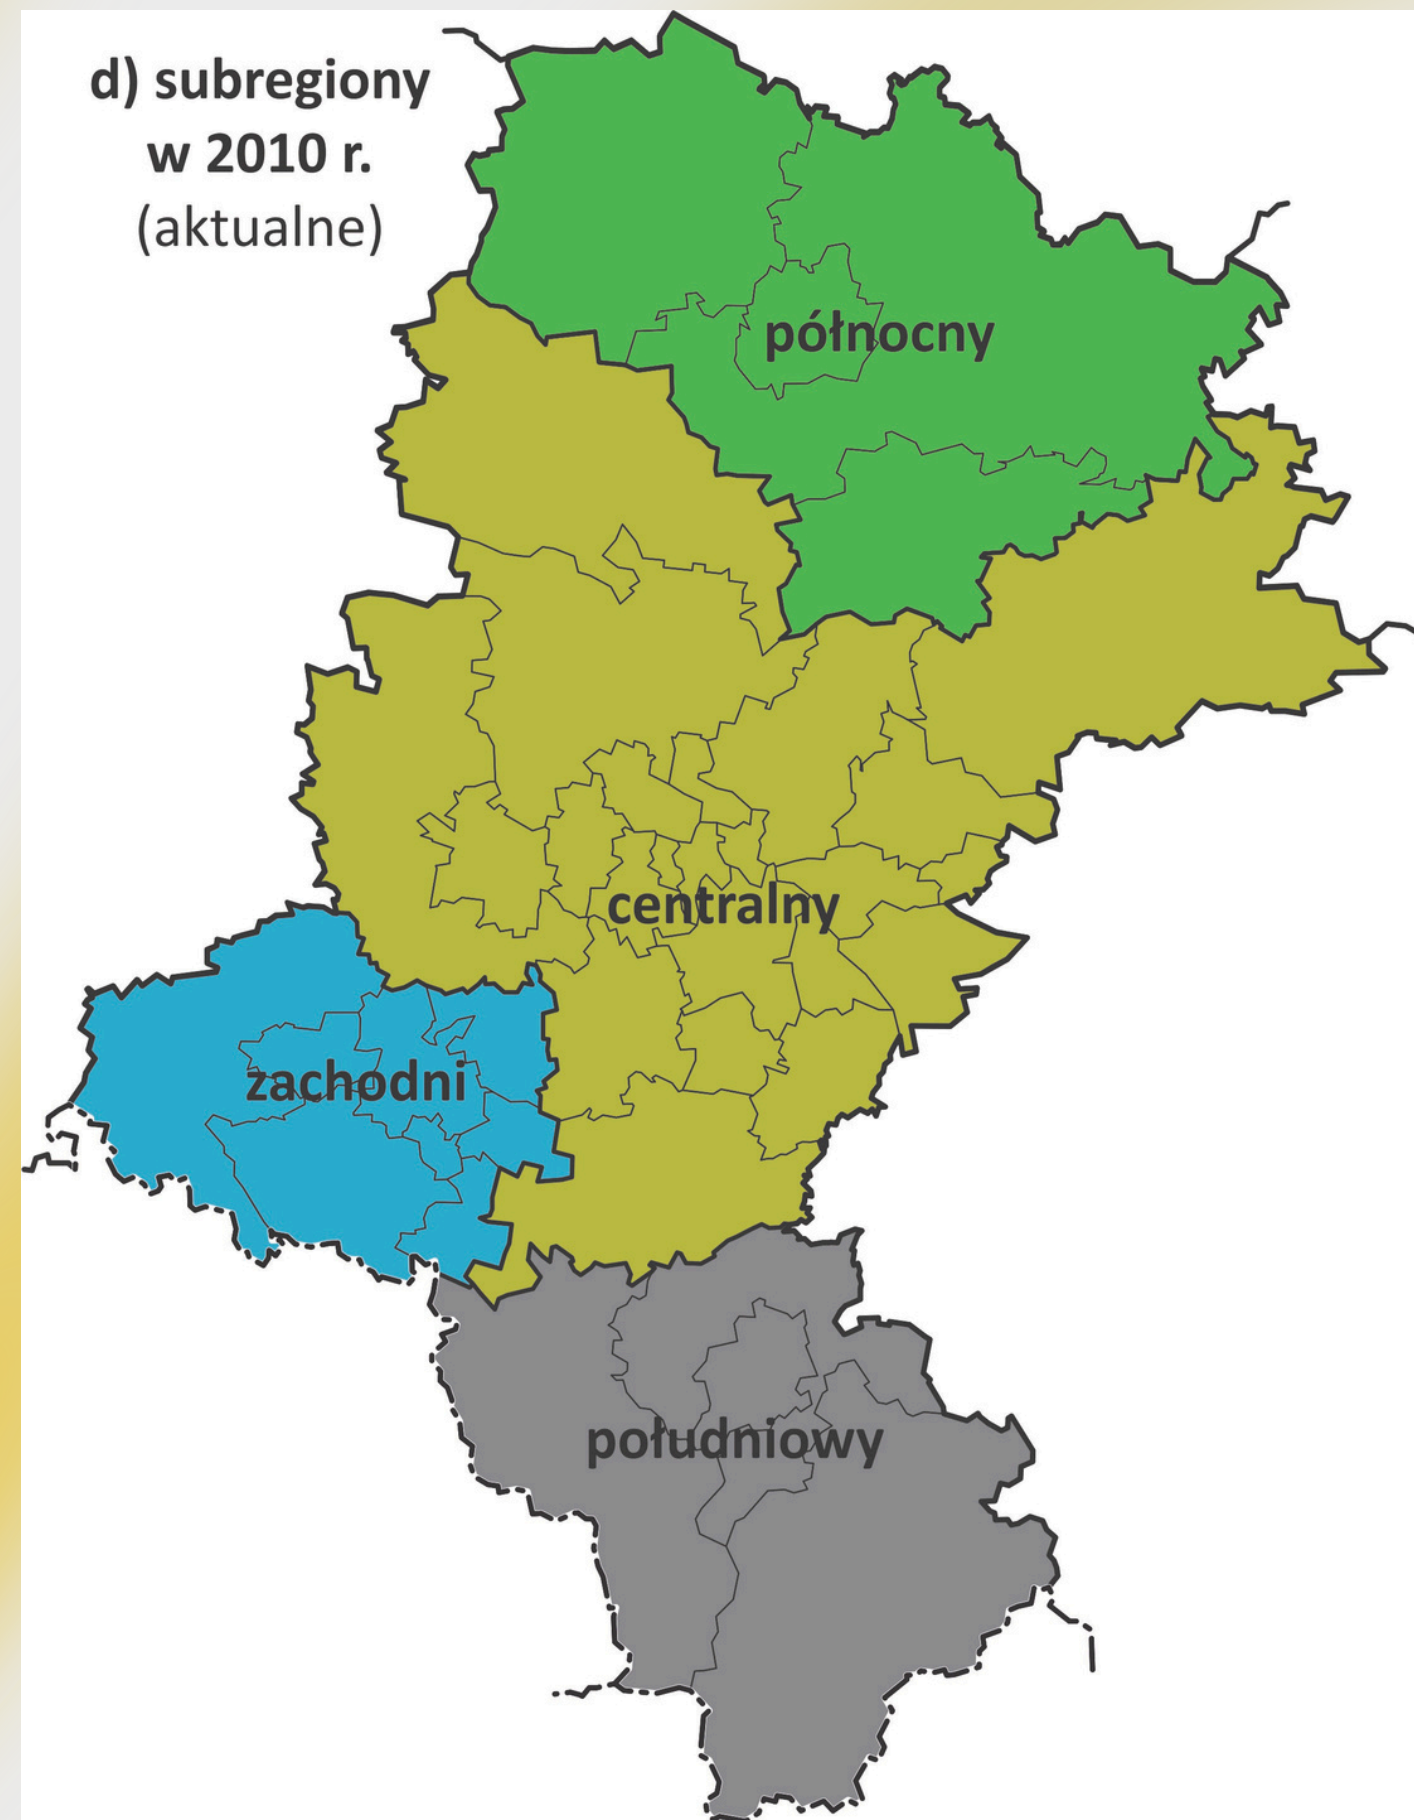 d) subregiony
w 2010 r.
(aktualne)
północny
centralny
zachodni
południowy